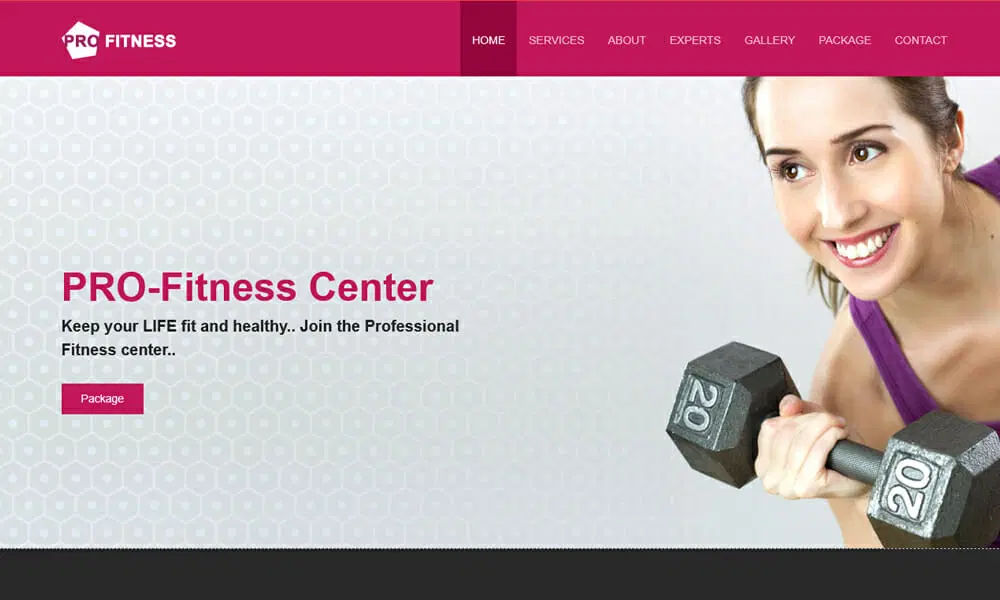 PRO FITNESS
HOME SERVICES ABOUT EXPERTS GALLERY PACKAGE CONTACT
PRO-Fitness Center
Keep your LIFE fit and healthy.. Join the Professional
Fitness center..
Package
20
20